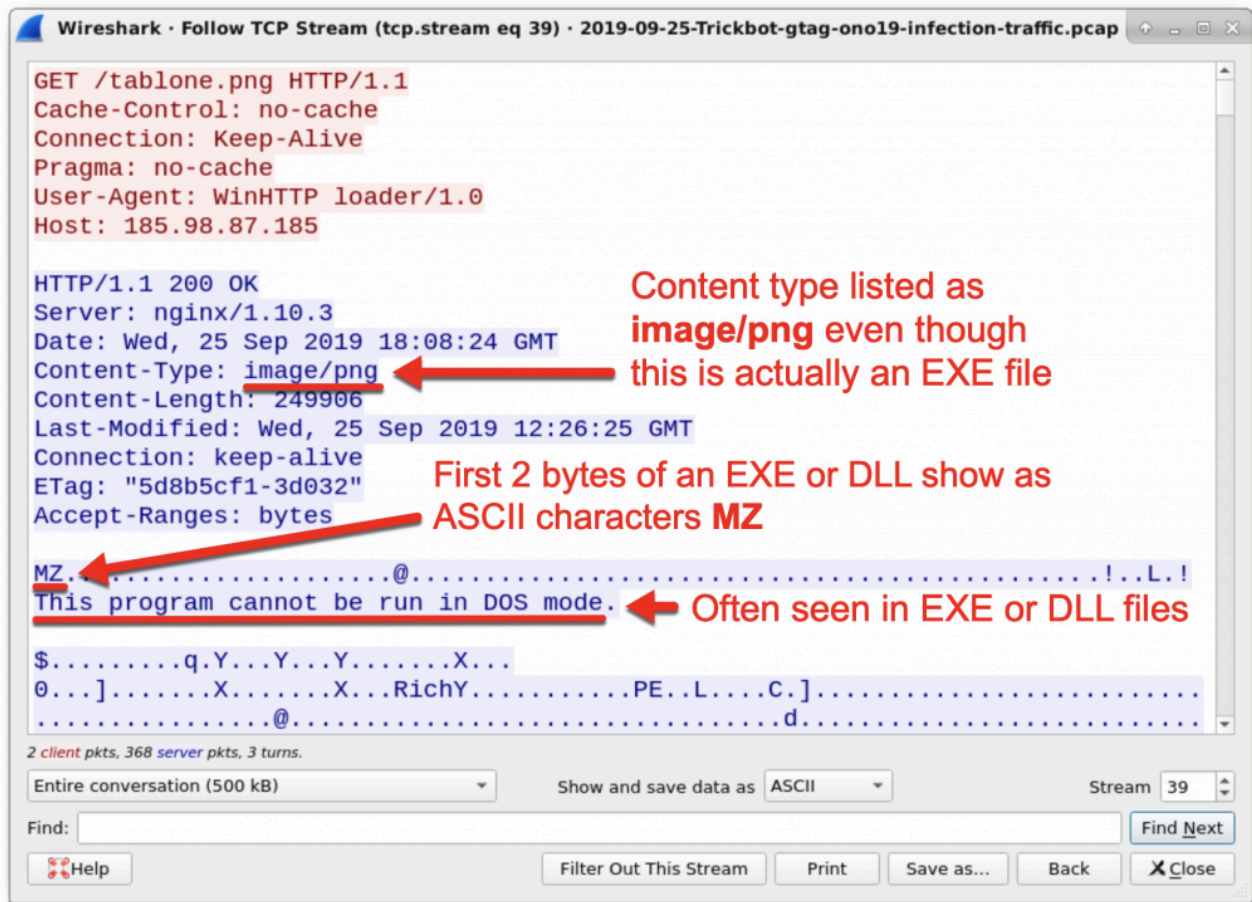 Wireshark · Follow TCP Stream (tcp.stream eq 39) · 2019-09-25-Trickbot-gtag-ono19-infection-traffic.pcap
GET /tablone.png HTTP/1.1
Cache-Control: no-cache
Connection: Keep-Alive
Pragma: no-cache
User-Agent: WinHTTP loader/1.0
Host: 185.98.87.185
HTTP/1.1 200 OK
Server: nginx/1.10.3
Date: Wed, 25 Sep 2019 18:08:24 GMT
Content-Type: image/png
Content-Length: 249906
Last-Modified: Wed, 25 Sep 2019 12:26:25 GMT
Connection: keep-alive
ETag: "5d8b5cf1-3d032"
Accept-Ranges: bytes
Content type listed as
image/png even though
this is actually an EXE file
First 2 bytes of an EXE or DLL show as
ASCII characters MZ
MZ......................@...........................................!..L.!
This program cannot be run in DOS mode.
Often seen in EXE or DLL files
$.........q.Y...Y...Y.......X...
0...].......X.......X...RichY...........PE..L....C.]........................
................@...............................d.........................
2 client pkts, 368 server pkts, 3 turns.
Entire conversation (500 kB)
Show and save data as ASCII
Stream 39
Find:
Find Next
Help
Filter Out This Stream
Print
Save as...
Back
Close